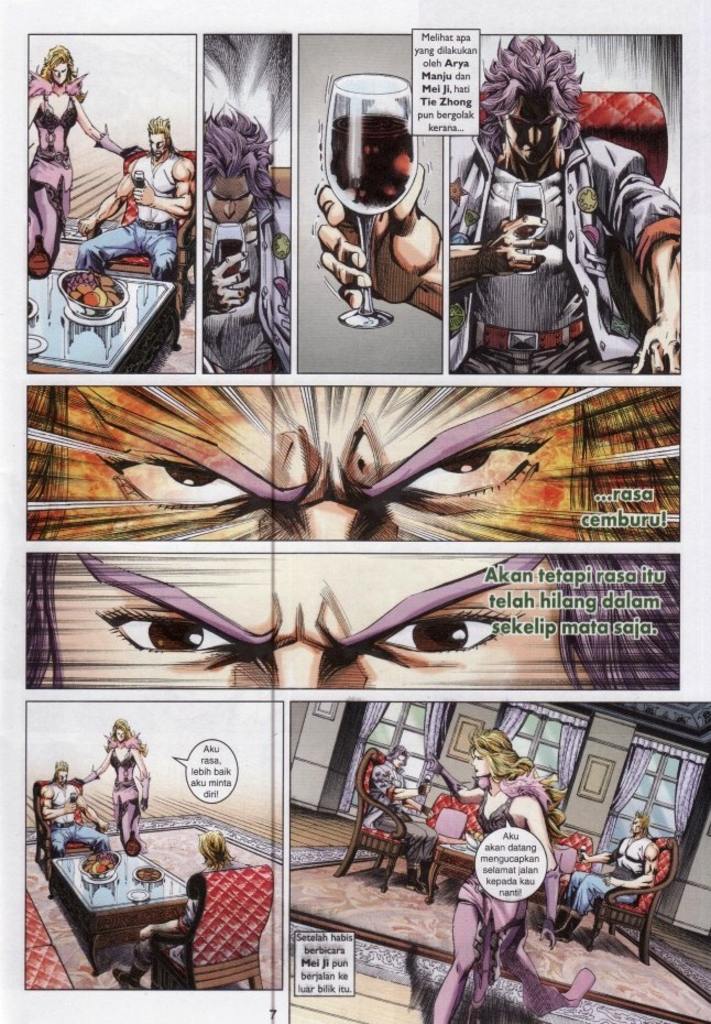 Melihat apa
yang dilakukan
oleh Arya
Manju dan
Mei Ji, hati
Tie Zhong
pun bergolak
kerana...
...rasa
cemburu!
Akan tetapi rasa itu
telah hilang dalam
sekelip mata saja.
Aku
rasa,
lebih baik
aku minta
diri!
Aku
akan datang
mengucapkan
selamat jalan
kepada kau
nanti!
Setelah habis
berbicara
Mei Ji pun
berjalan ke
luar bilik itu.
7